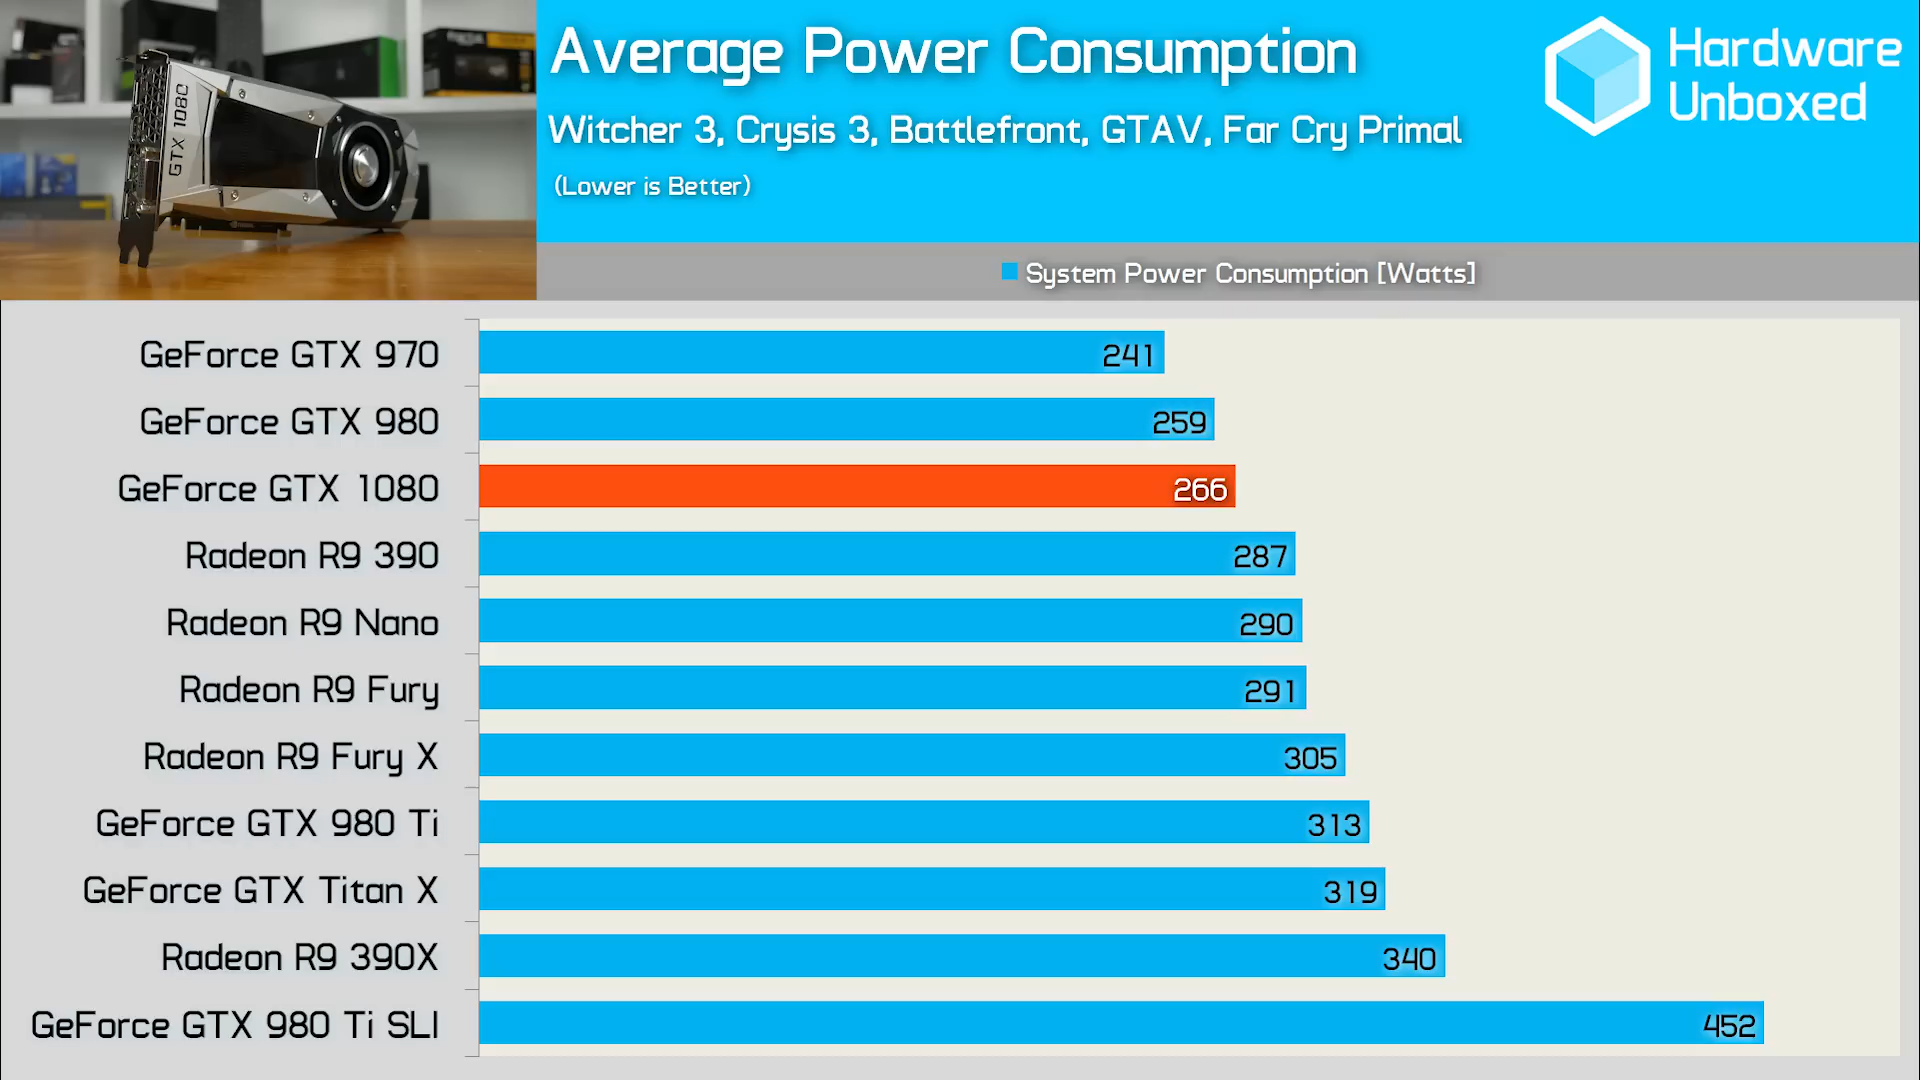 GTX 1080
Average Power Consumption
Witcher 3, Crysis 3, Battlefront, GTAV, Far Cry Primal
(Lower is Better)
Hardware
Unboxed
System Power Consumption [Watts]
GeForce GTX 970 241
GeForce GTX 980 259
GeForce GTX 1080 266
Radeon R9 390 287
Radeon R9 Nano 290
Radeon R9 Fury 291
Radeon R9 Fury X 305
GeForce GTX 980 Ti 313
GeForce GTX Titan X 319
Radeon R9 390X 340
GeForce GTX 980 Ti SLI 452